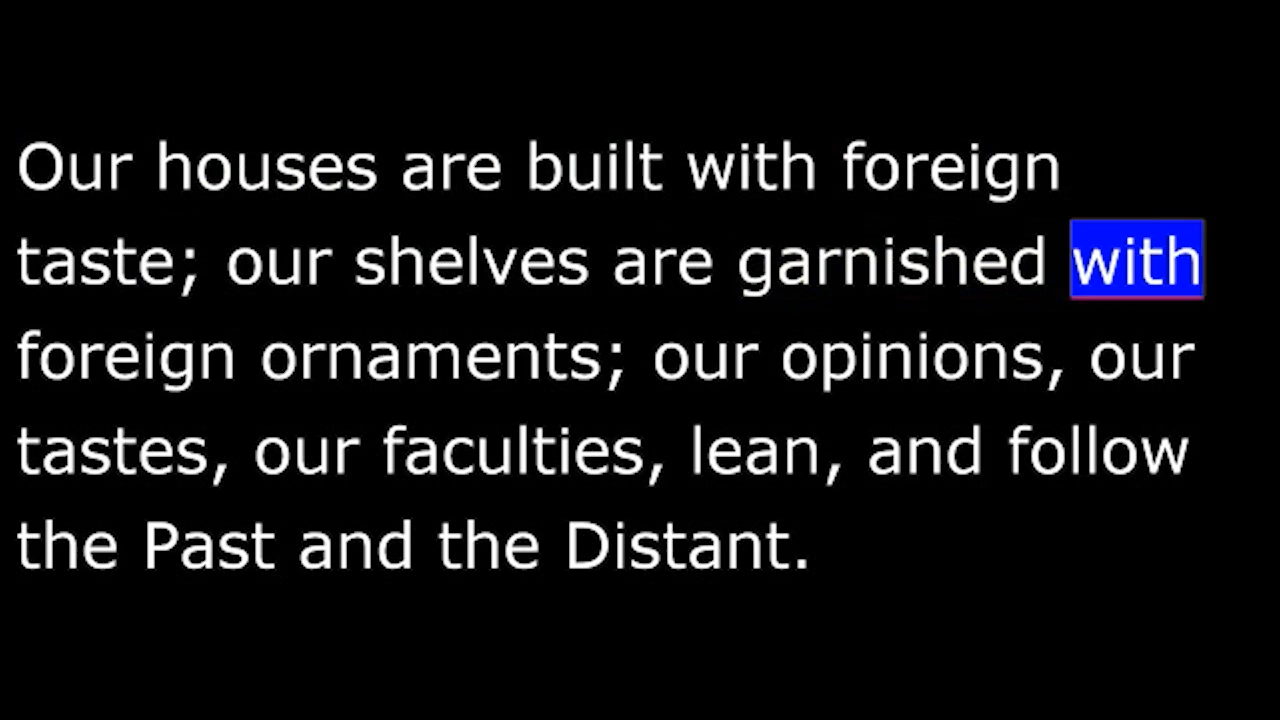 Our houses are built with foreign
taste; our shelves are garnished with
foreign ornaments; our opinions, our
tastes, our faculties, lean, and follow
the Past and the Distant.